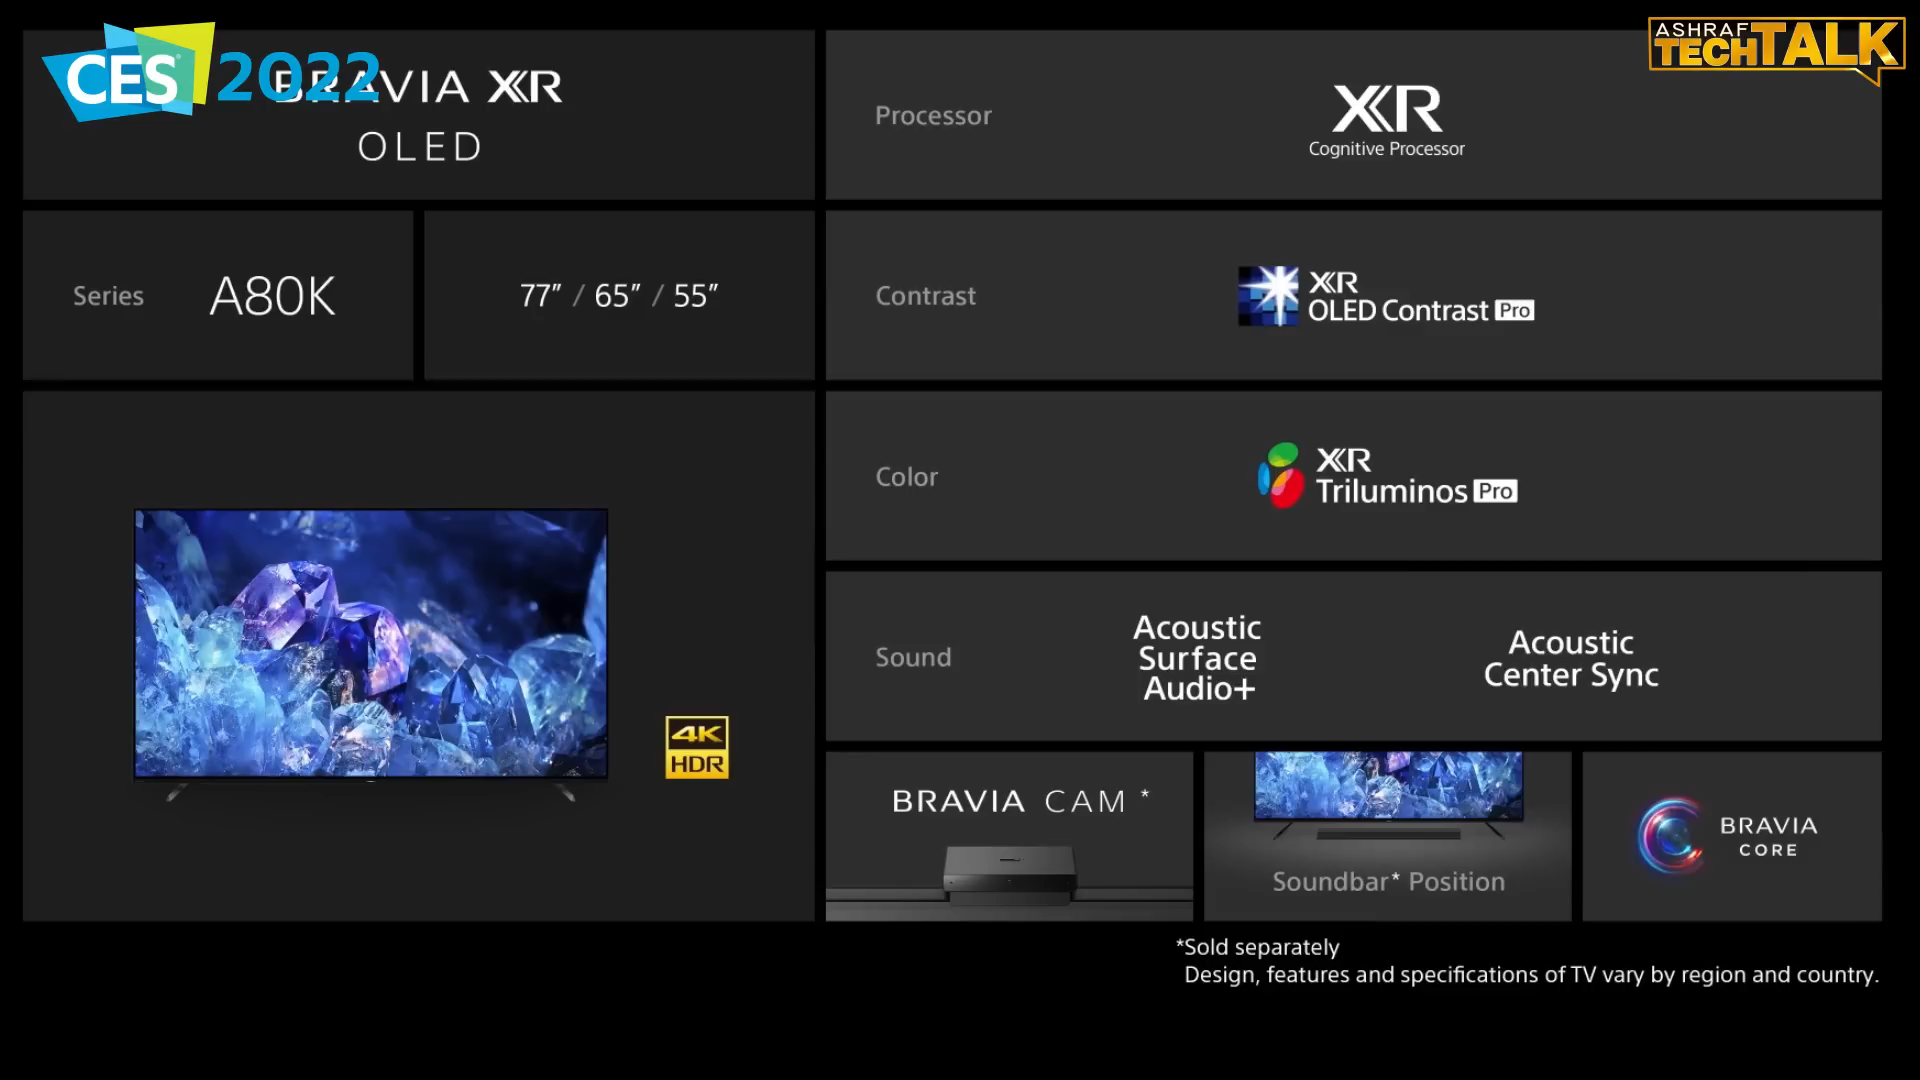 CES® 2022
BRAVIA XR
OLED
ASHRAF
TECH TALK
Processor
XR
Cognitive Processor
Series
A80K
77” / 65” / 55”
Contrast
XR
OLED Contrast Pro
Color
XR
Triluminos Pro
4K
HDR
Sound
Acoustic
Surface
Audio+
Acoustic
Center Sync
BRAVIA CAM *
Soundbar* Position
BRAVIA
CORE
*Sold separately
Design, features and specifications of TV vary by region and country.